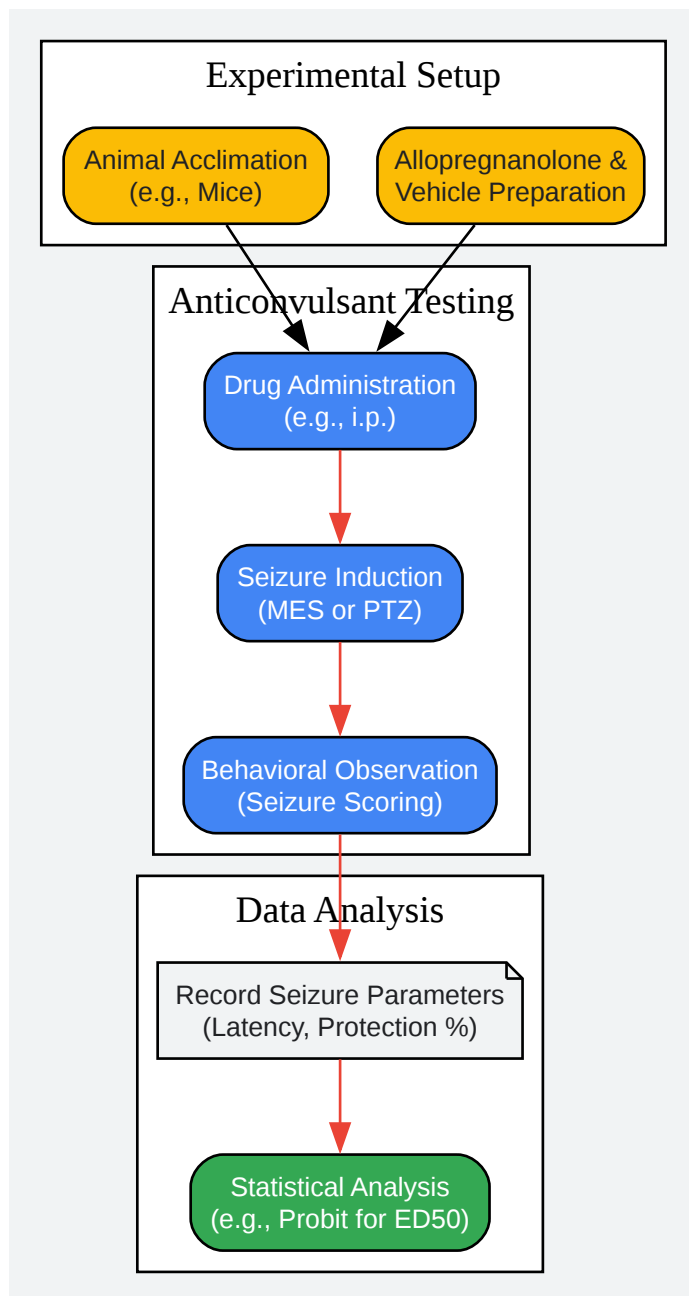 Experimental Setup
Animal Acclimation
(e.g., Mice)
Allopregnanolone &
Vehicle Preparation
Anticonvulsant Testing
Drug Administration
(e.g., i.p.)
Seizure Induction
(MES or PTZ)
Behavioral Observation
(Seizure Scoring)
Data Analysis
Record Seizure Parameters
(Latency, Protection %)
Statistical Analysis
(e.g., Probit for ED50)